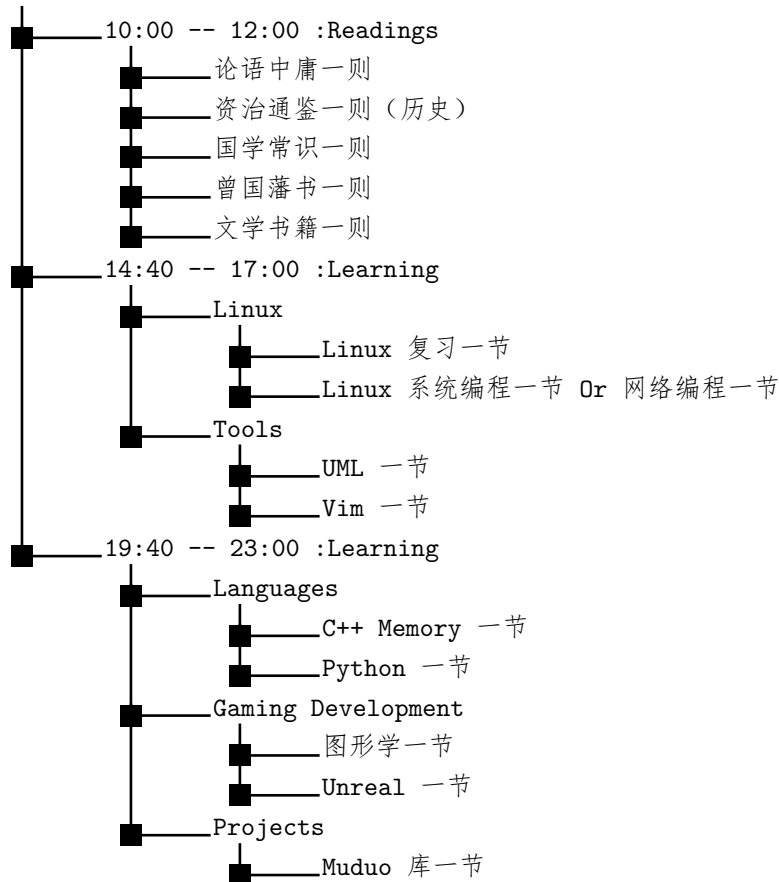 10:00 -- 12:00 :Readings
论语中庸一则
资治通鉴一则（历史）
国学常识一则
曾国藩书一则
文学书籍一则
14:40 -- 17:00 :Learning
Linux
Linux 复习一节
Linux 系统编程一节 Or 网络编程一节
Tools
UML 一节
Vim 一节
19:40 -- 23:00 :Learning
Languages
C++ Memory 一节
Python 一节
Gaming Development
图形学一节
Unreal 一节
Projects
Muduo 库一节